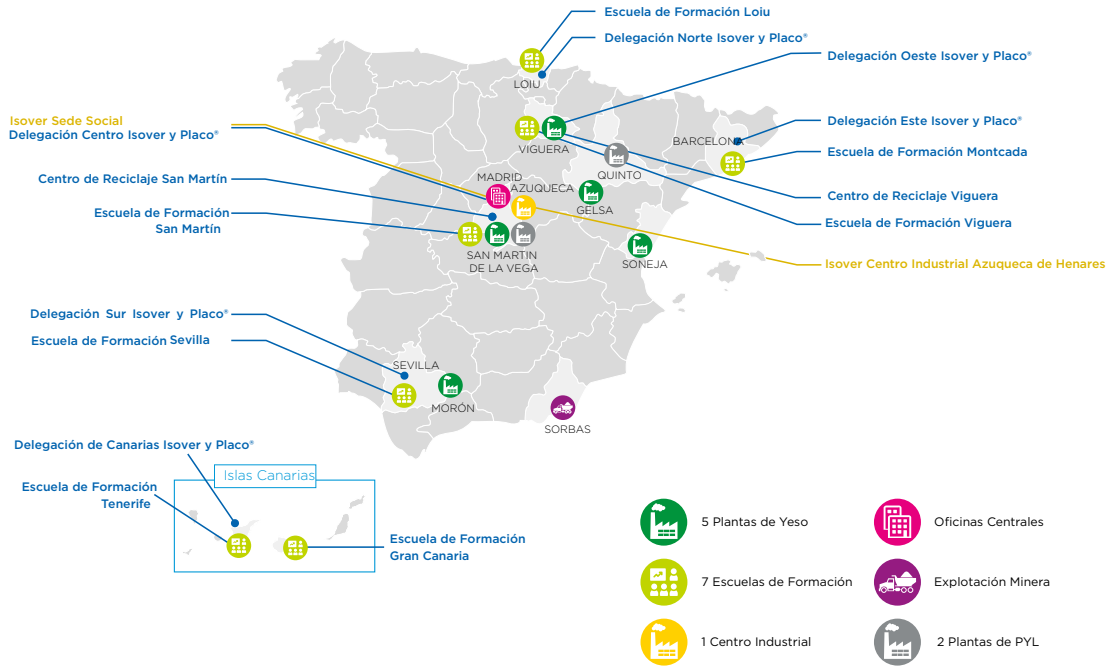 Escuela de Formación Loiu
Delegación Norte Isover y Placo®
Delegación Oeste Isover y Placo®
LOIU
Isover Sede Social
Delegación Centro Isover y Placo®
Delegación Este Isover y Placo®
BARCELONA
VIGUERA
Escuela de Formación Montcada
QUINTO
Centro de Reciclaje San Martín
MADRID
AZUQUECA
Centro de Reciclaje Viguera
GELSA
Escuela de Formación
San Martín
Escuela de Formación Viguera
SAN MARTIN
DE LA VEGA
SONEJA
Isover Centro Industrial Azuqueca de Henares
Delegación Sur Isover y Placo®
Escuela de Formación Sevilla
SEVILLA
MORÓN
SORBAS
Delegación de Canarias Isover y Placo®
Islas Canarias
Escuela de Formación
Tenerife
Escuela de Formación
Gran Canaria
5 Plantas de Yeso
Oficinas Centrales
7 Escuelas de Formación
Explotación Minera
1 Centro Industrial
2 Plantas de PYL